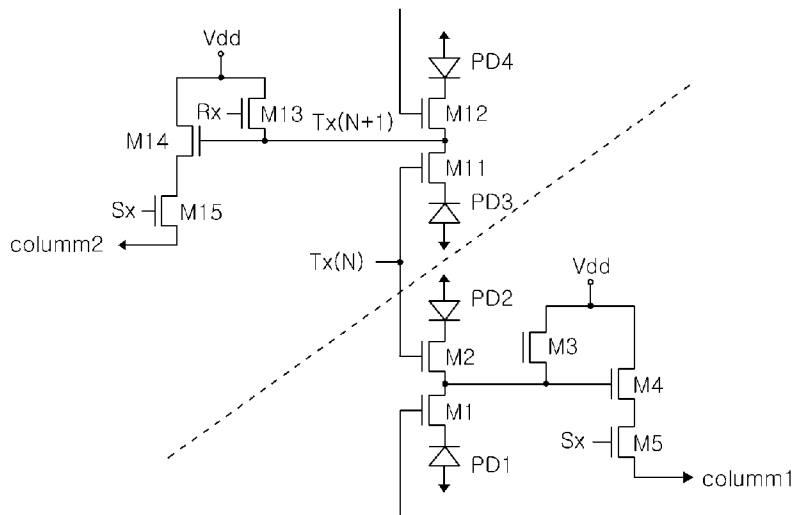 Vdd
PD4
Rx
M13
Tx(N+1)
M12
M14
M11
Sx
M15
PD3
columm2
Tx(N)
Vdd
PD2
M3
M2
M4
M1
Sx
M5
PD1
columm1